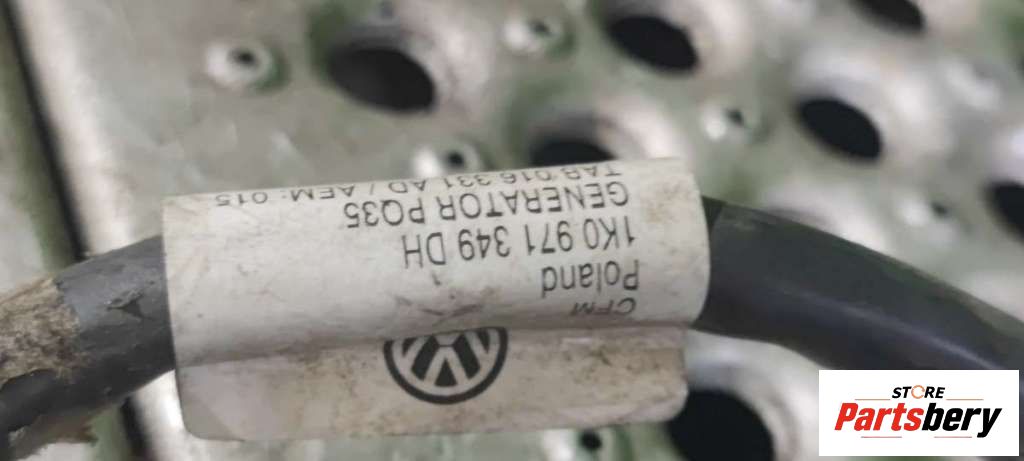 CFM
Poland
1K0 971 349 DH
GENERATOR PQ35
TAB 016 331 AD / AEM: 015
STORE
Partsbery